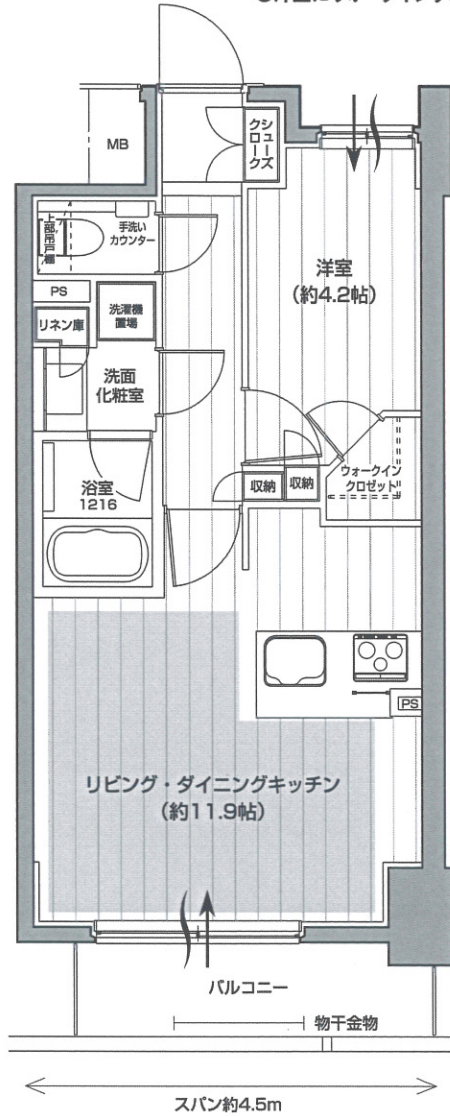 MB
シューズ
クローク
上部吊戸棚
手洗い
カウンター
洋室
(約4.2帖)
PS
リネン庫
洗濯機
置場
洗面
化粧室
ウォークイン
クロゼット
収納
収納
浴室
1216
PS
リビング・ダイニングキッチン
(約11.9帖)
バルコニー
物干金物
スパン約4.5m